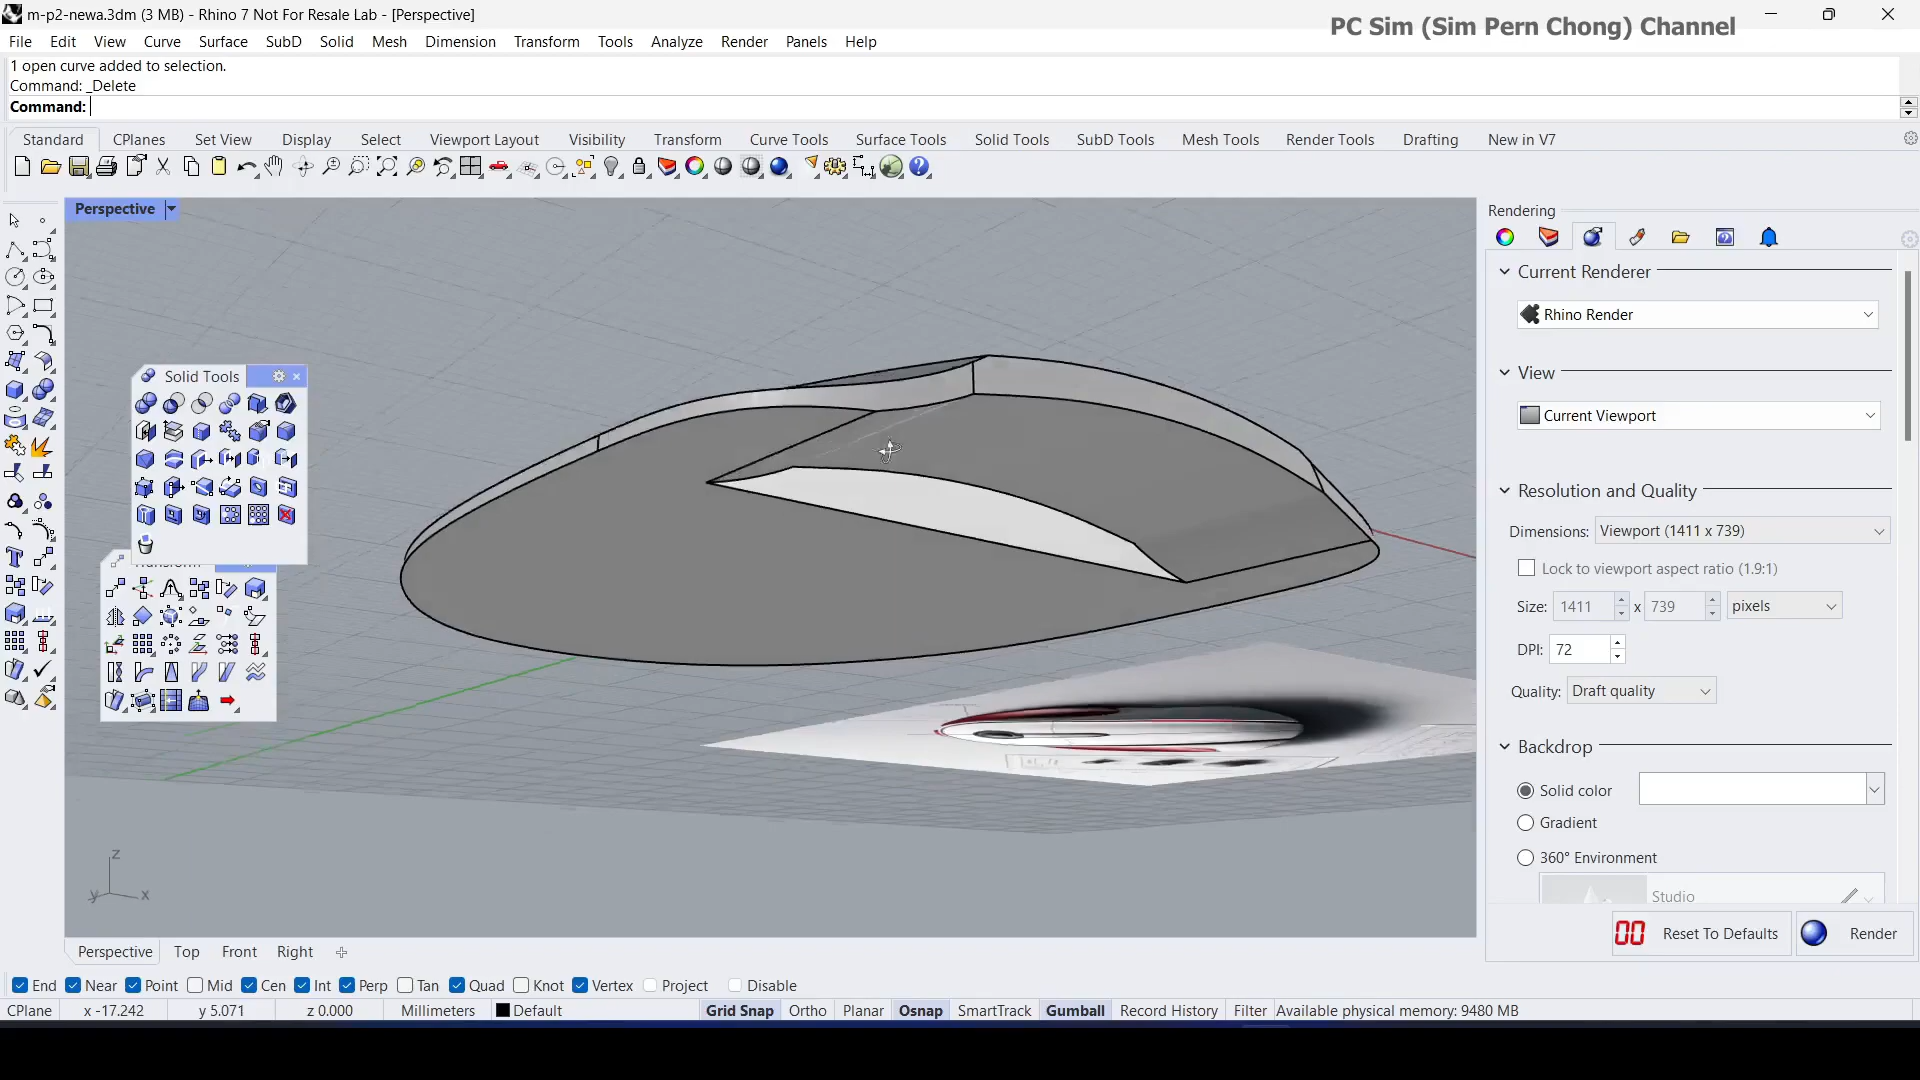 m-p2-newa.3dm (3 MB) - Rhino 7 Not For Resale Lab - [Perspective]
PC Sim (Sim Pern Chong) Channel
File Edit View Curve Surface SubD Solid Mesh Dimension Transform Tools Analyze Render Panels Help
1 open curve added to selection.
Command: _Delete
Command:
Standard CPlanes Set View Display Select Viewport Layout Visibility Transform Curve Tools Surface Tools Solid Tools SubD Tools Mesh Tools Render Tools Drafting New in V7
Perspective
Solid Tools
z
y x
Rendering
Current Renderer
Rhino Render
View
Current Viewport
Resolution and Quality
Dimensions: Viewport (1411 x 739)
Lock to viewport aspect ratio (1.9:1)
Size: 1411 x 739 pixels
DPI: 72
Quality: Draft quality
Backdrop
Solid color
Gradient
360° Environment
Studio
Reset To Defaults Render
Perspective Top Front Right
End Near Point Mid Cen Int Perp Tan Quad Knot Vertex Project Disable
CPlane x -17.242 y 5.071 z 0.000 Millimeters Default Grid Snap Ortho Planar Osnap SmartTrack Gumball Record History Filter Available physical memory: 9480 MB